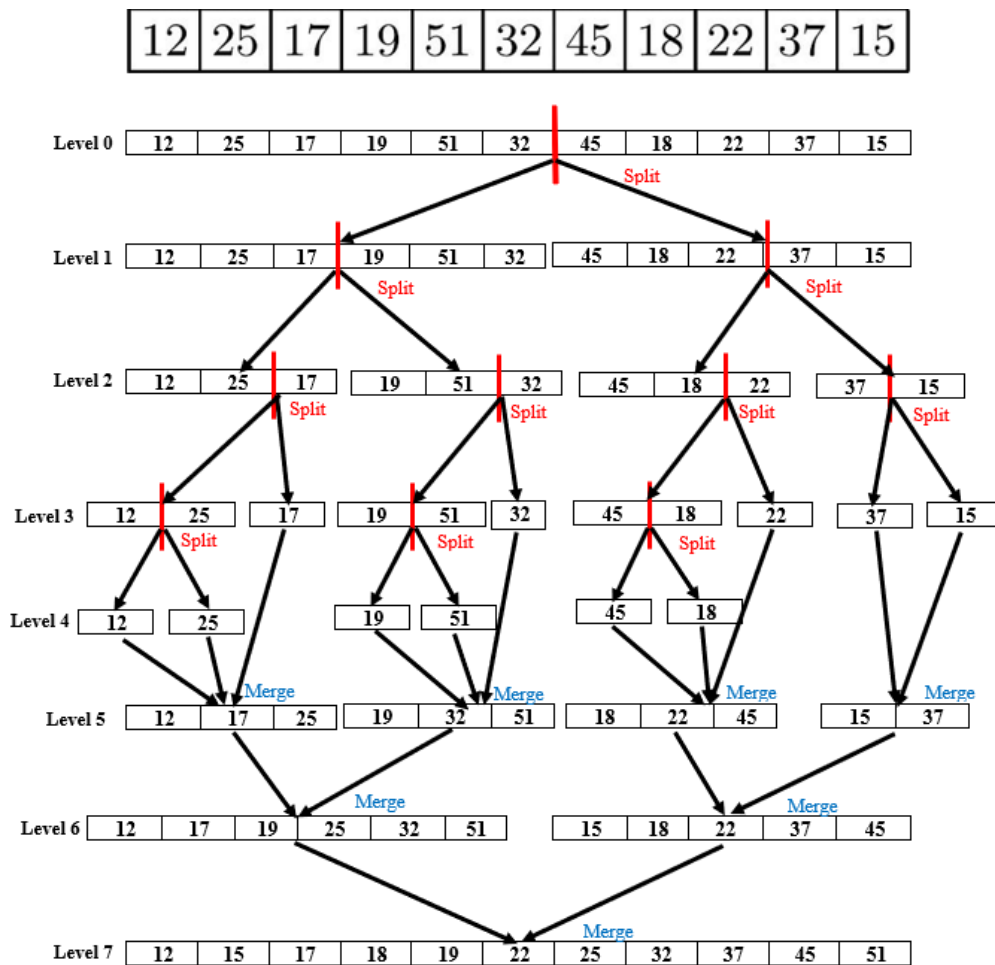 12 25 17 19 51 32 45 18 22 37 15
Level 0 12 25 17 19 51 32 45 18 22 37 15
Split
Level 1 12 25 17 19 51 32 45 18 22 37 15
Split Split
Level 2 12 25 17 19 51 32 45 18 22 37 15
Split Split Split Split
Level 3 12 25 17 19 51 32 45 18 22 37 15
Split Split Split
Level 4 12 25 19 51 45 18
Merge Merge Merge Merge
Level 5 12 17 25 19 32 51 18 22 45 15 37
Merge Merge
Level 6 12 17 19 25 32 51 15 18 22 37 45
Merge
Level 7 12 15 17 18 19 22 25 32 37 45 51